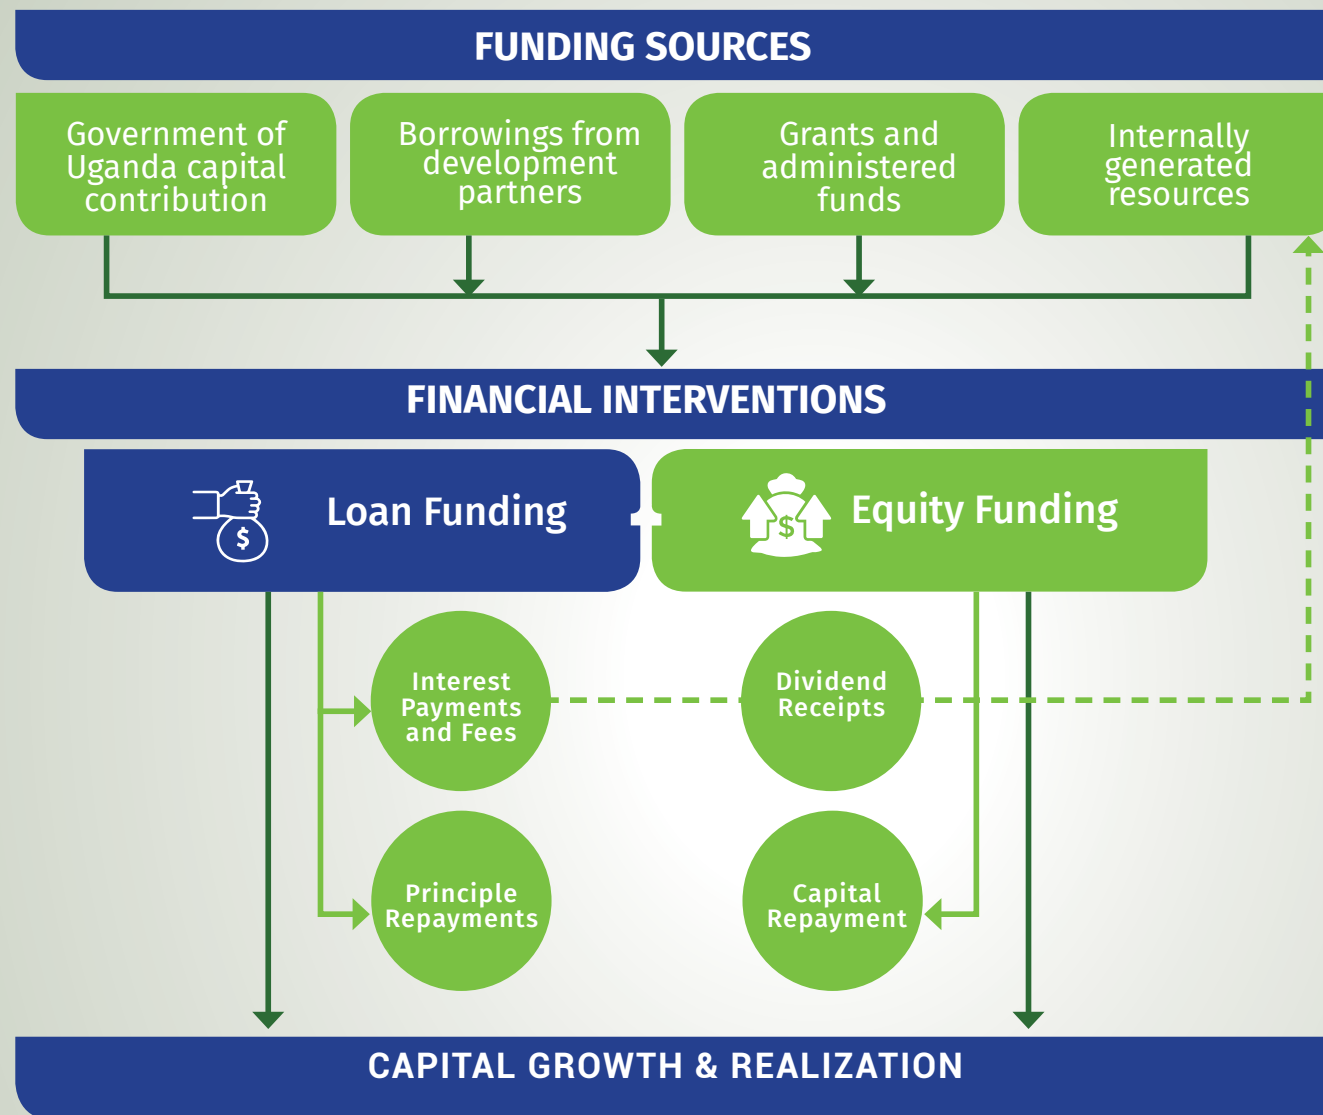 FUNDING SOURCES
Government of
Uganda capital
contribution
Borrowings from
development
partners
Grants and
administered
funds
Internally
generated
resources
FINANCIAL INTERVENTIONS
$
Loan Funding
$
Equity Funding
Interest
Payments
and Fees
Dividend
Receipts
Principle
Repayments
Capital
Repayment
CAPITAL GROWTH & REALIZATION